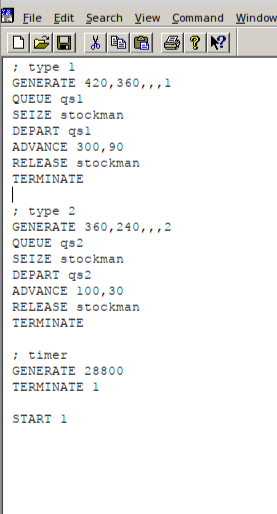 File Edit Search View Command Window
; type 1
GENERATE 420,360,,,1
QUEUE qs1
SEIZE stockman
DEPART qs1
ADVANCE 300,90
RELEASE stockman
TERMINATE
; type 2
GENERATE 360,240,,,2
QUEUE qs2
SEIZE stockman
DEPART qs2
ADVANCE 100,30
RELEASE stockman
TERMINATE
; timer
GENERATE 28800
TERMINATE 1
START 1